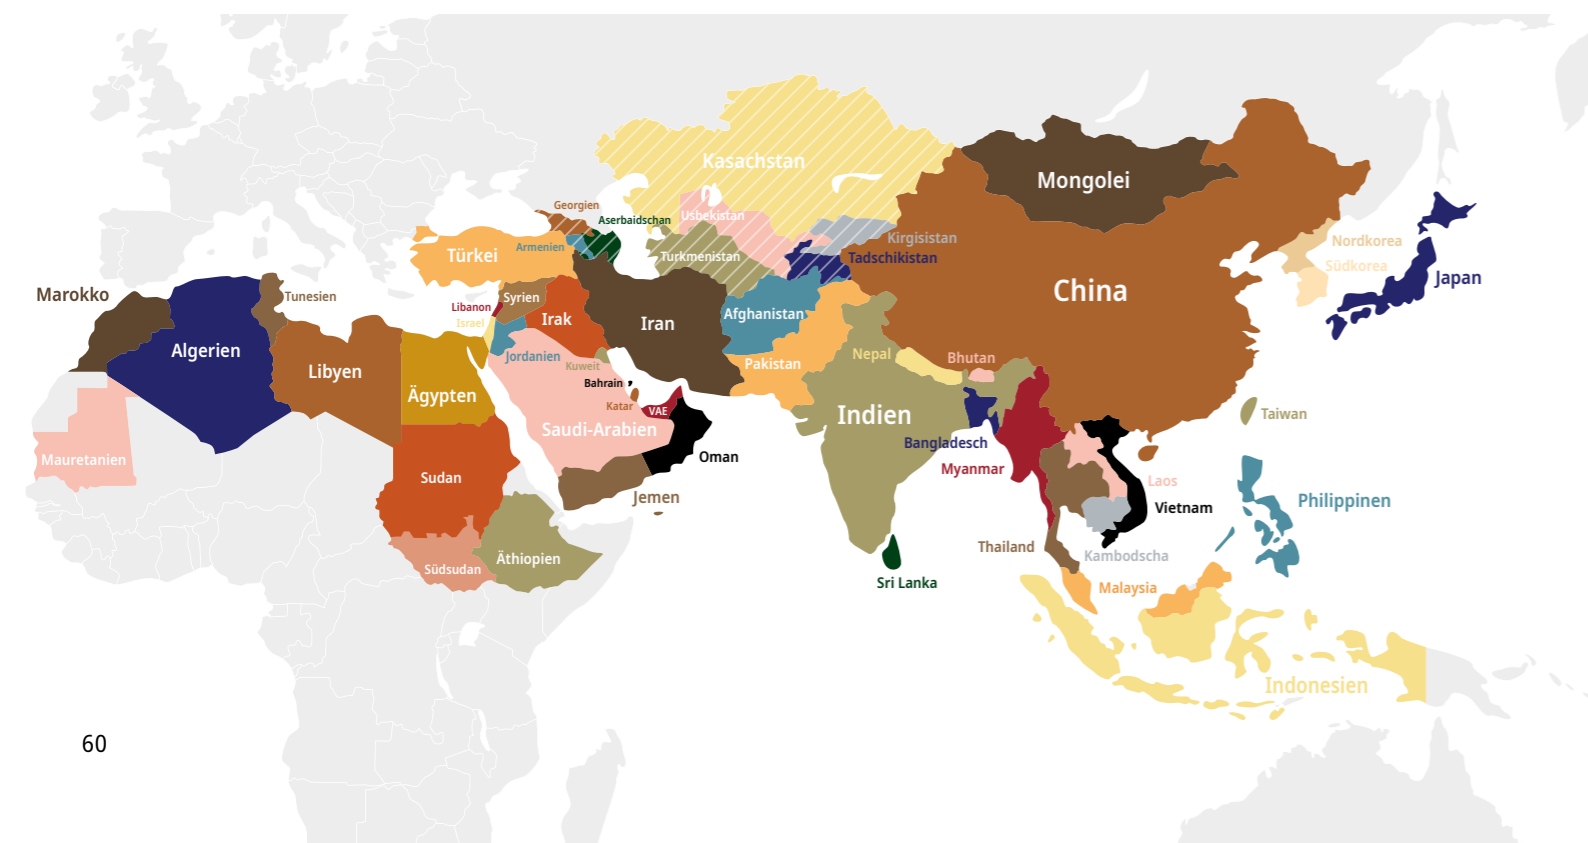 Kasachstan
Mongolei
Georgien
Aserbaidschan
Usbekistan
Armenien
Türkei
Turkmenistan
Kirgisistan
Tadschikistan
Nordkorea
Südkorea
Japan
China
Marokko
Tunesien
Syrien
Libanon
Israel
Irak
Iran
Afghanistan
Algerien
Jordanien
Kuweit
Pakistan
Nepal
Bhutan
Libyen
Ägypten
Bahrain
Katar
VAE
Saudi-Arabien
Oman
Indien
Bangladesch
Taiwan
Mauretanien
Sudan
Jemen
Myanmar
Laos
Vietnam
Philippinen
Südsudan
Äthiopien
Thailand
Kambodscha
Sri Lanka
Malaysia
Indonesien
60